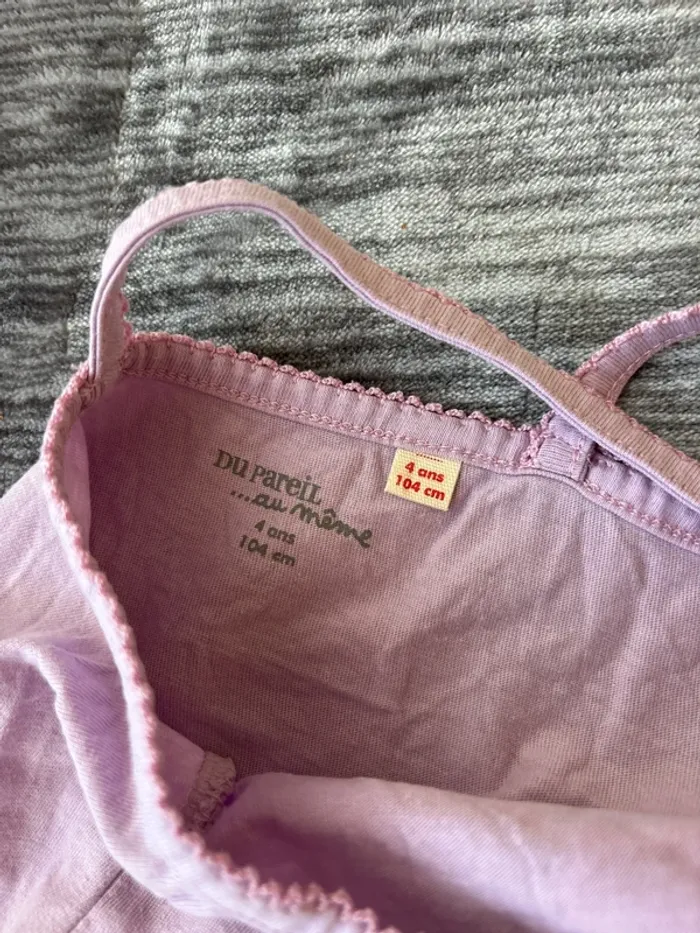 DU PAREIL
...au même
4 ans
104 cm
4 ans
104 cm